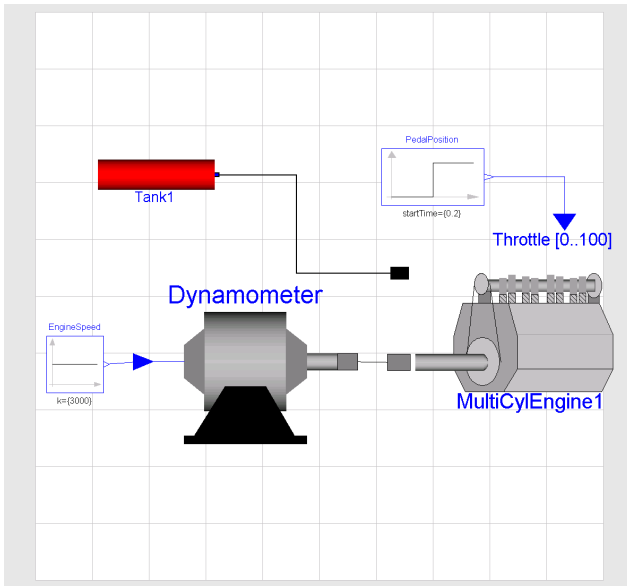 PedalPosition
Tank1
startTime={0.2}
Throttle [0..100]
Dynamometer
EngineSpeed
k={3000}
MultiCylEngine1